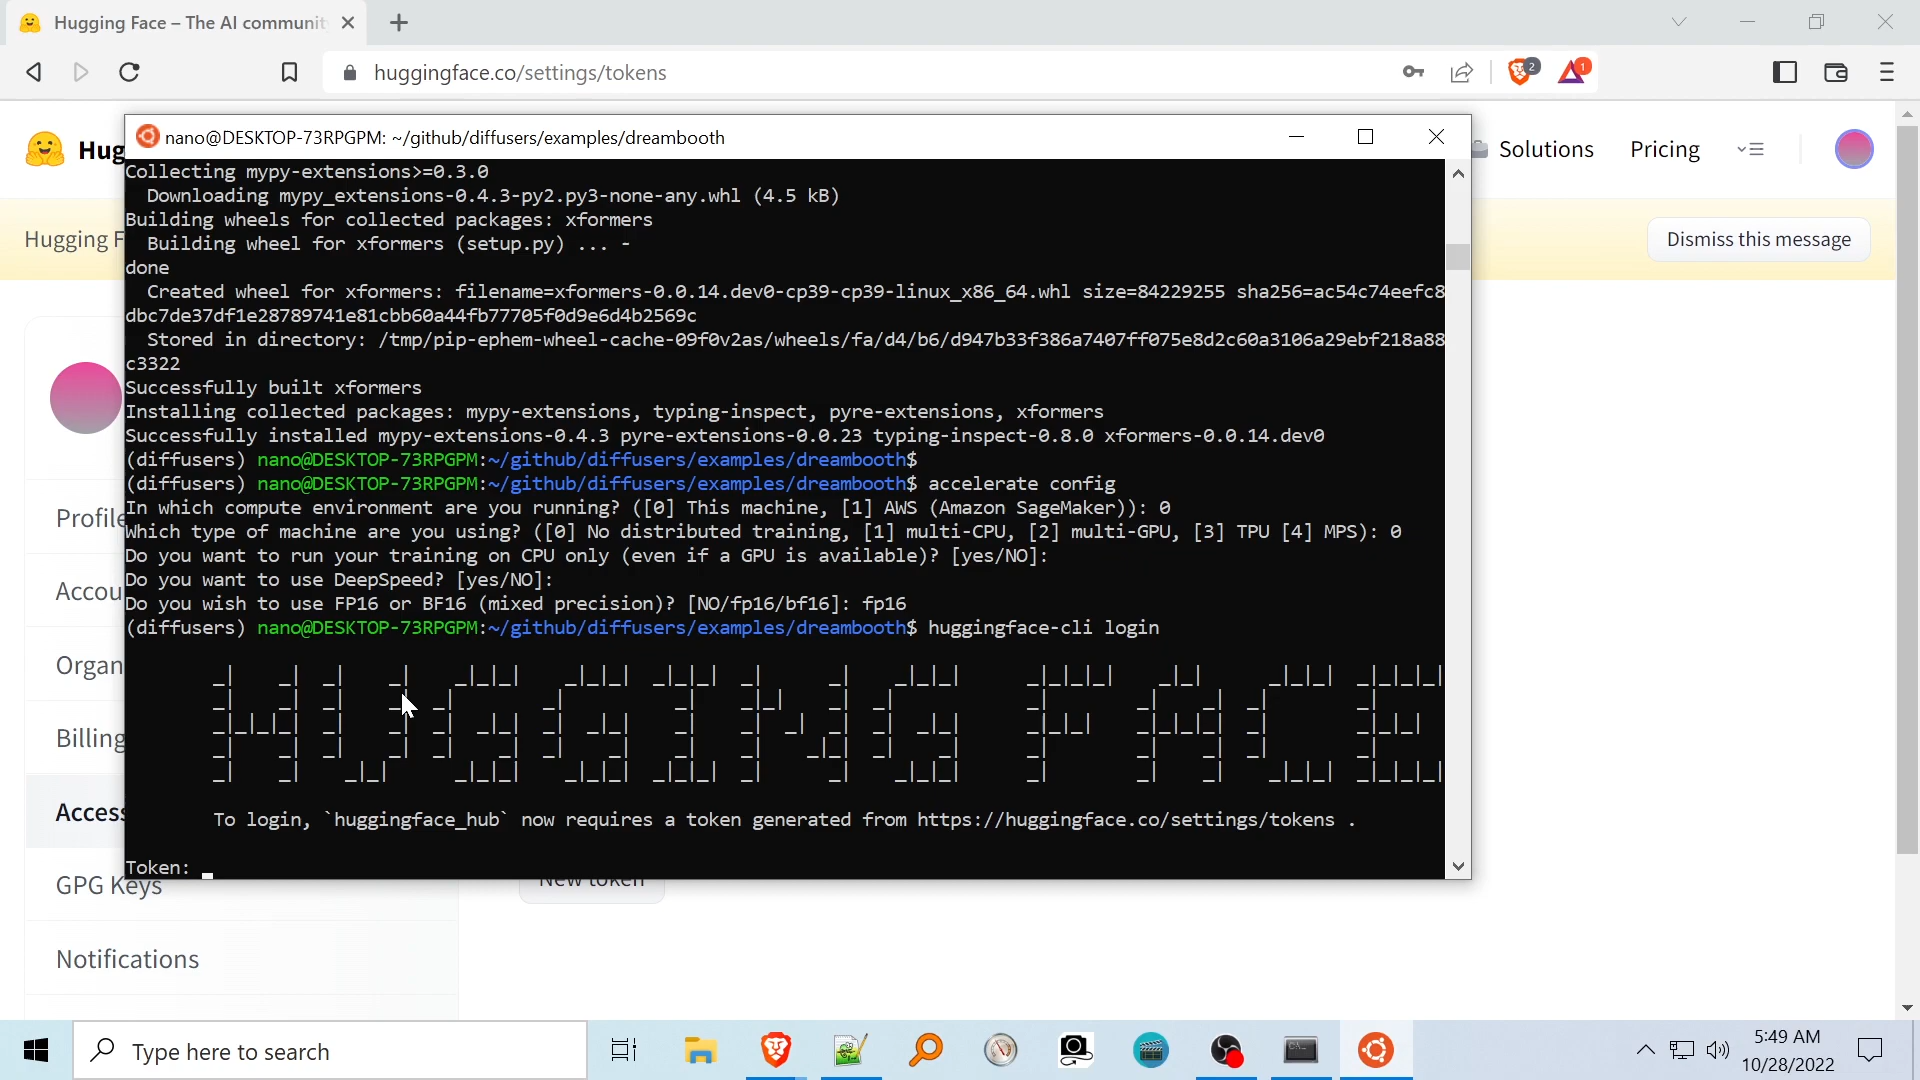 Hugging Face – The AI communit
huggingface.co/settings/tokens
2
1
Hug
Solutions
Pricing
Hugging F
Dismiss this message
nano@DESKTOP-73RPGPM: ~/github/diffusers/examples/dreambooth
Collecting mypy-extensions>=0.3.0
Downloading mypy_extensions-0.4.3-py2.py3-none-any.whl (4.5 kB)
Building wheels for collected packages: xformers
Building wheel for xformers (setup.py) ... -
done
Created wheel for xformers: filename=xformers-0.0.14.dev0-cp39-cp39-linux_x86_64.whl size=84229255 sha256=ac54c74eefc8
dbc7de37df1e28789741e81cbb60a44fb77705f0d9e6d4b2569c
Stored in directory: /tmp/pip-ephem-wheel-cache-09f0v2as/wheels/fa/d4/b6/d947b33f386a7407ff075e8d2c60a3106a29ebf218a88
c3322
Successfully built xformers
Installing collected packages: mypy-extensions, typing-inspect, pyre-extensions, xformers
Successfully installed mypy-extensions-0.4.3 pyre-extensions-0.0.23 typing-inspect-0.8.0 xformers-0.0.14.dev0
(diffusers) nano@DESKTOP-73RPGPM:~/github/diffusers/examples/dreambooth$
(diffusers) nano@DESKTOP-73RPGPM:~/github/diffusers/examples/dreambooth$ accelerate config
In which compute environment are you running? ([0] This machine, [1] AWS (Amazon SageMaker)): 0
Which type of machine are you using? ([0] No distributed training, [1] multi-CPU, [2] multi-GPU, [3] TPU [4] MPS): 0
Do you want to run your training on CPU only (even if a GPU is available)? [yes/NO]:
Do you want to use DeepSpeed? [yes/NO]:
Do you wish to use FP16 or BF16 (mixed precision)? [NO/fp16/bf16]: fp16
(diffusers) nano@DESKTOP-73RPGPM:~/github/diffusers/examples/dreambooth$ huggingface-cli login
HUGGING FACE
To login, `huggingface_hub` now requires a token generated from https://huggingface.co/settings/tokens .
Token:
Profile
Accou
Organ
Billing
Access
GPG Keys
Notifications
New token
Type here to search
5:49 AM
10/28/2022